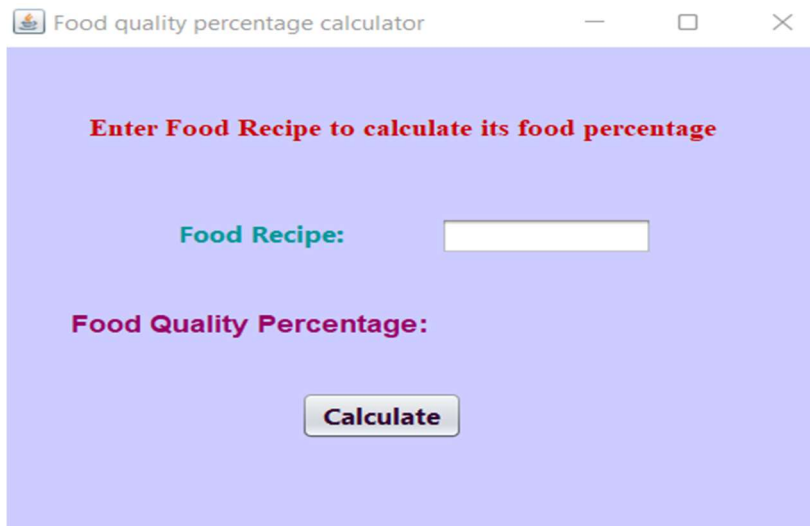 Food quality percentage calculator
Enter Food Recipe to calculate its food percentage
Food Recipe:
Food Quality Percentage:
Calculate